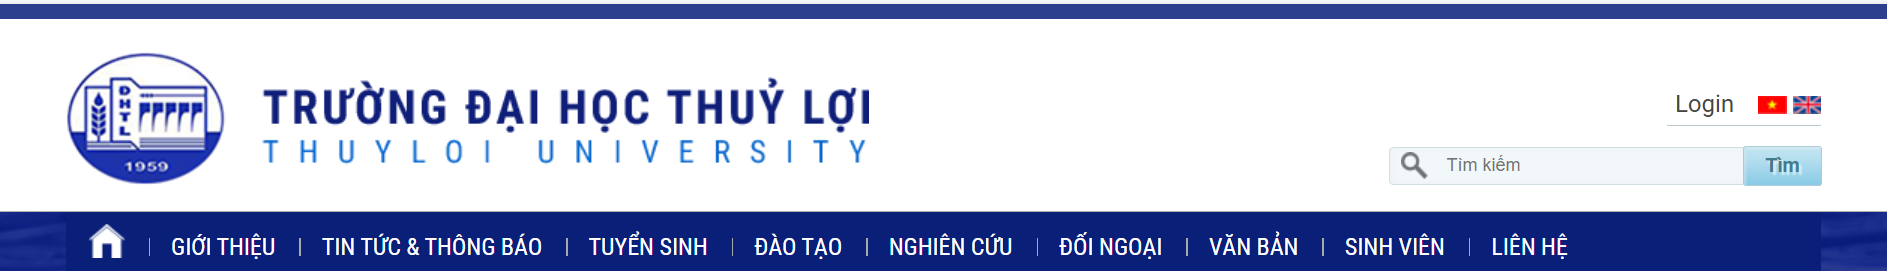 ĐHTL
1959
TRƯỜNG ĐẠI HỌC THUỶ LỢI
THUYLOI UNIVERSITY
Login
Tìm kiếm
Tìm
GIỚI THIỆU | TIN TỨC & THÔNG BÁO | TUYỂN SINH | ĐÀO TẠO | NGHIÊN CỨU | ĐỐI NGOẠI | VĂN BẢN | SINH VIÊN | LIÊN HỆ